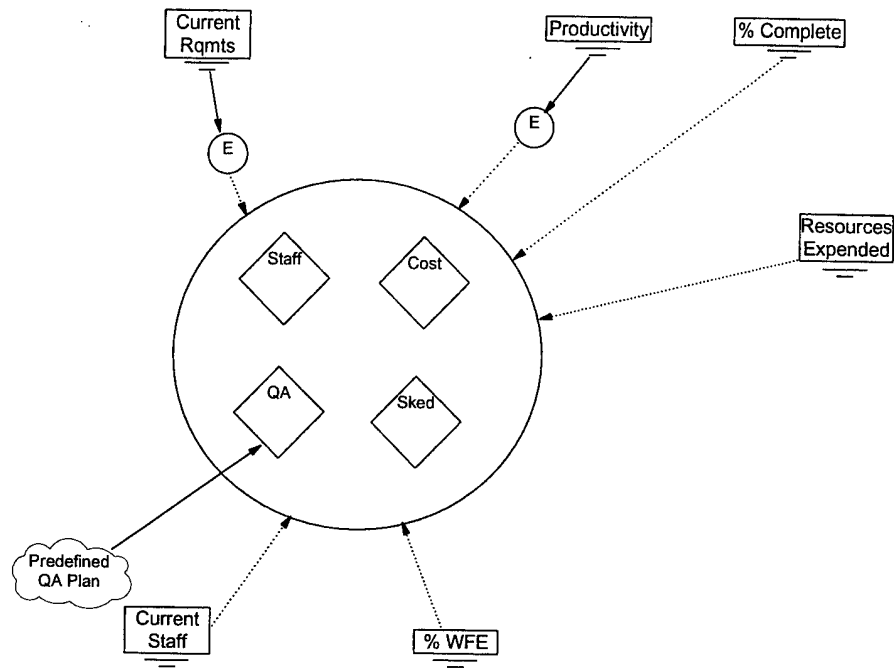 Current
Rqmts
Productivity
% Complete
E
E
Resources
Expended
Staff
Cost
QA
Sked
Predefined
QA Plan
Current
Staff
% WFE